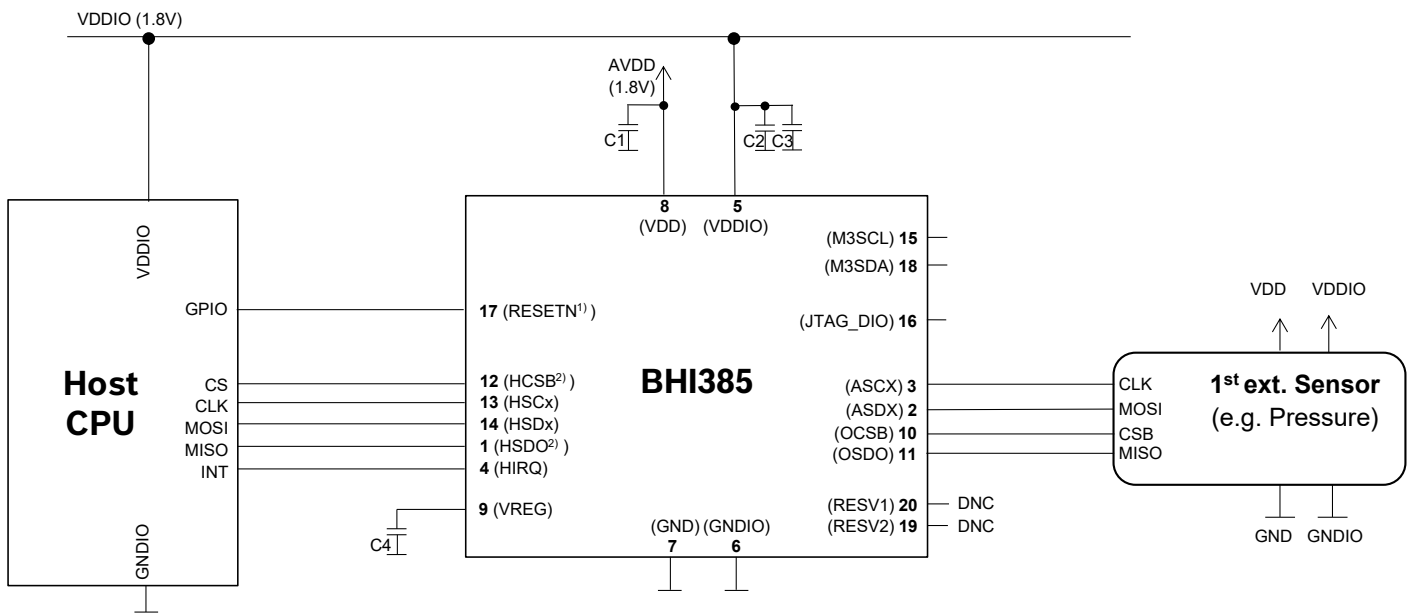 VDDIO (1.8V)
AVDD
(1.8V)
C1
C2
C3
VDDIO
GPIO
Host
CPU
CS
CLK
MOSI
MISO
INT
GNDIO
8
(VDD)
5
(VDDIO)
17 (RESETN1) )
12 (HCSB2) )
13 (HSCx)
14 (HSDx)
1 (HSDO2) )
4 (HIRQ)
9 (VREG)
C4
BHI385
(M3SCL) 15
(M3SDA) 18
(JTAG_DIO) 16
(ASCX) 3
(ASDX) 2
(OCSB) 10
(OSDO) 11
(RESV1) 20
DNC
(RESV2) 19
DNC
(GND)
7
(GNDIO)
6
VDD
VDDIO
CLK
MOSI
CSB
MISO
1st ext. Sensor
(e.g. Pressure)
GND
GNDIO